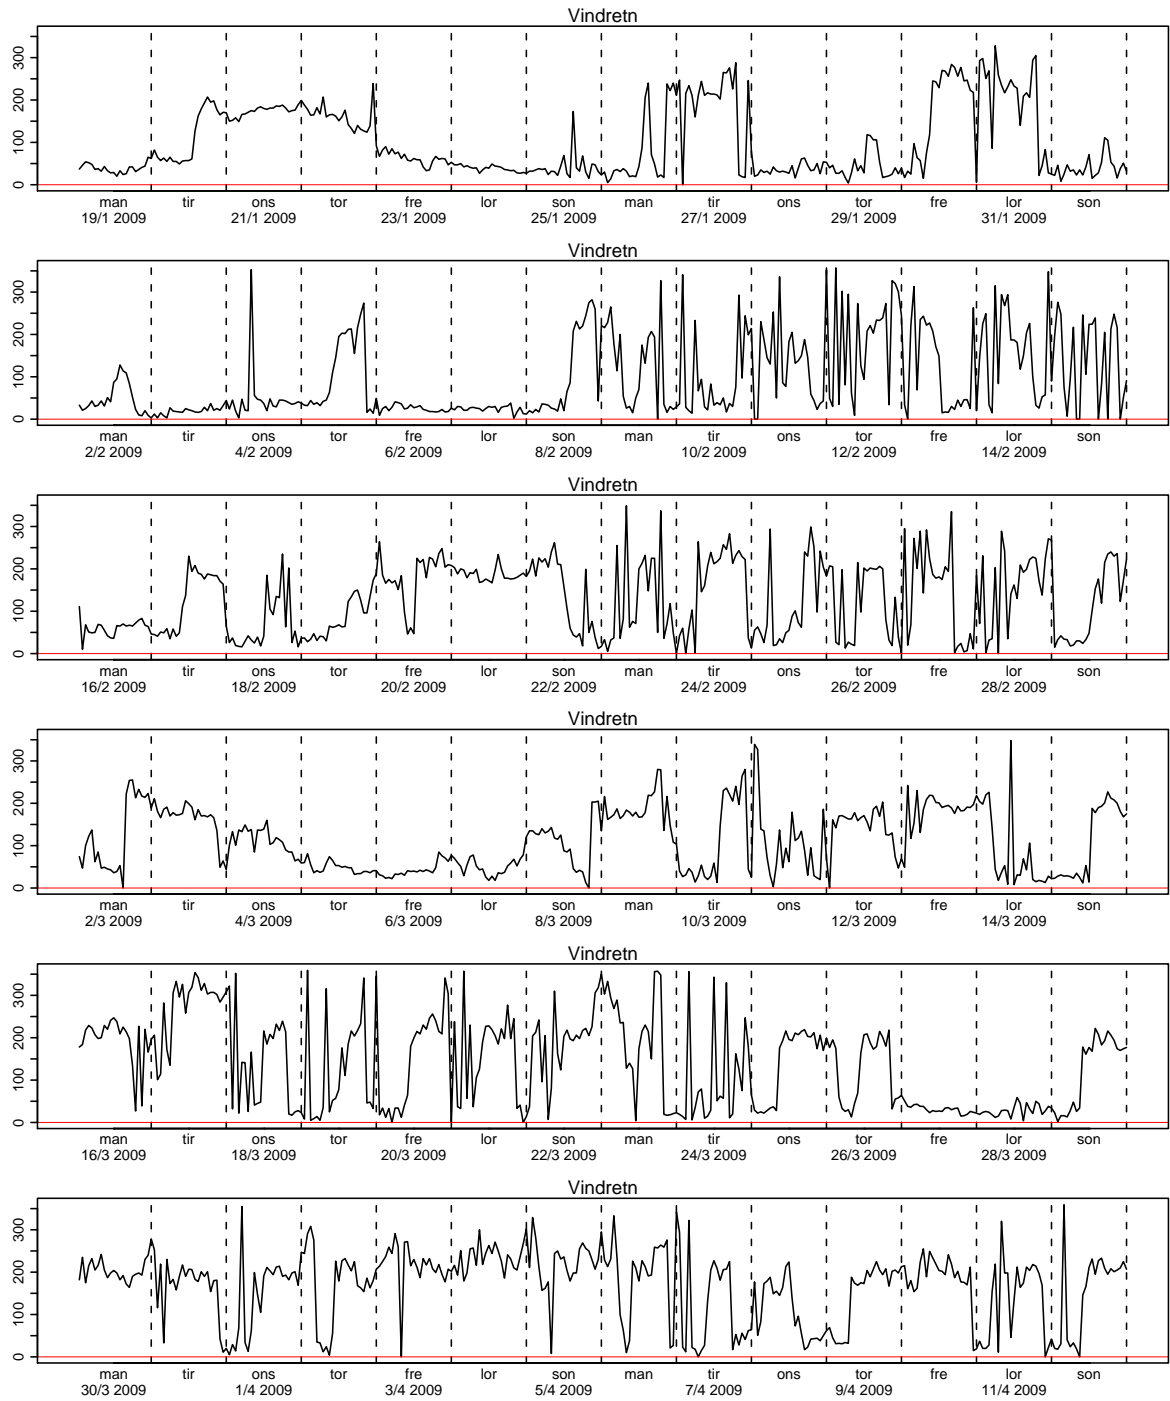 Vindretn
300
200
100
0
man tir ons tor fre lor son man tir ons tor fre lor son
19/1 2009 21/1 2009 23/1 2009 25/1 2009 27/1 2009 29/1 2009 31/1 2009
Vindretn
300
200
100
0
man tir ons tor fre lor son man tir ons tor fre lor son
2/2 2009 4/2 2009 6/2 2009 8/2 2009 10/2 2009 12/2 2009 14/2 2009
Vindretn
300
200
100
0
man tir ons tor fre lor son man tir ons tor fre lor son
16/2 2009 18/2 2009 20/2 2009 22/2 2009 24/2 2009 26/2 2009 28/2 2009
Vindretn
300
200
100
0
man tir ons tor fre lor son man tir ons tor fre lor son
2/3 2009 4/3 2009 6/3 2009 8/3 2009 10/3 2009 12/3 2009 14/3 2009
Vindretn
300
200
100
0
man tir ons tor fre lor son man tir ons tor fre lor son
16/3 2009 18/3 2009 20/3 2009 22/3 2009 24/3 2009 26/3 2009 28/3 2009
Vindretn
300
200
100
0
man tir ons tor fre lor son man tir ons tor fre lor son
30/3 2009 1/4 2009 3/4 2009 5/4 2009 7/4 2009 9/4 2009 11/4 2009